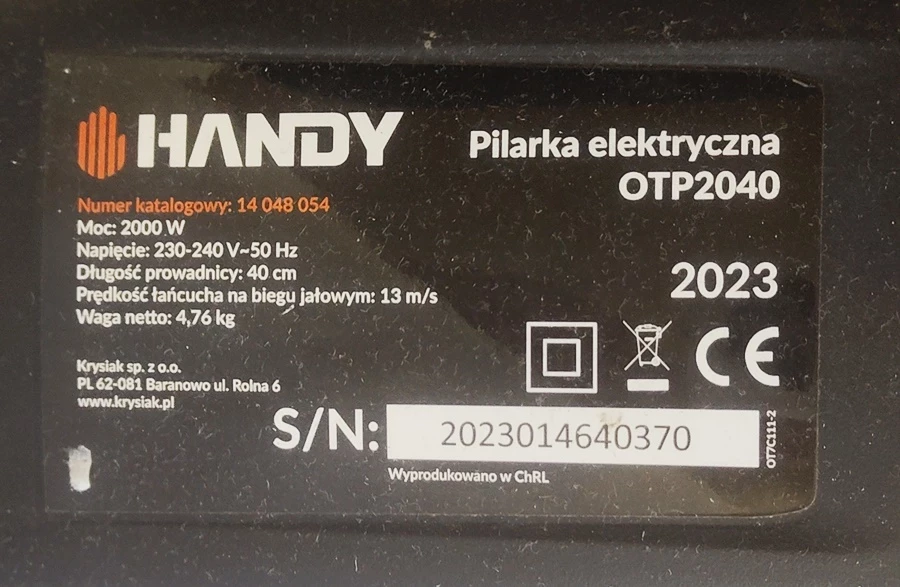 HANDY
Pilarka elektryczna
OTP2040
Numer katalogowy: 14 048 054
Moc: 2000 W
Napięcie: 230-240 V~50 Hz
Długość prowadnicy: 40 cm
Prędkość łańcucha na biegu jałowym: 13 m/s
Waga netto: 4,76 kg
2023
CE
Krysiak sp. z o.o.
PL 62-081 Baranowo ul. Rolna 6
www.krysiak.pl
S/N: 2023014640370
OT7C111-2
Wyprodukowano w ChRL